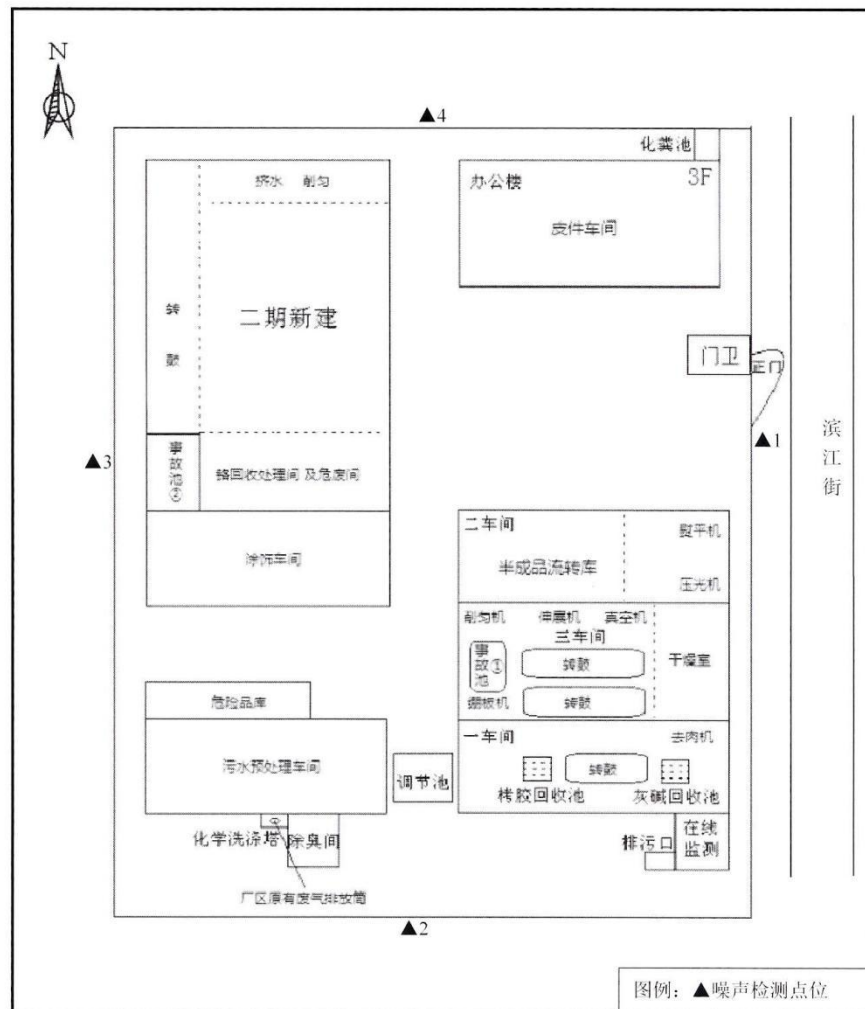 N
▲4
化粪池
办公楼
3F
皮件车间
挤水 削匀
转鼓
二期新建
门卫
正门
▲1
滨江街
▲3
事故池②
铬回收处理间及危废间
涂饰车间
二车间
熨平机
半成品流转库
压光机
削匀机 伸展机 真空机
三车间
事故池①
转鼓
干燥室
绷板机
转鼓
危险品库
污水预处理车间
调节池
一车间
去肉机
转鼓
栲胶回收池
灰碱回收池
化学洗涤塔
除臭间
排污口
在线监测
厂区原有废气排放筒
▲2
图例：▲噪声检测点位